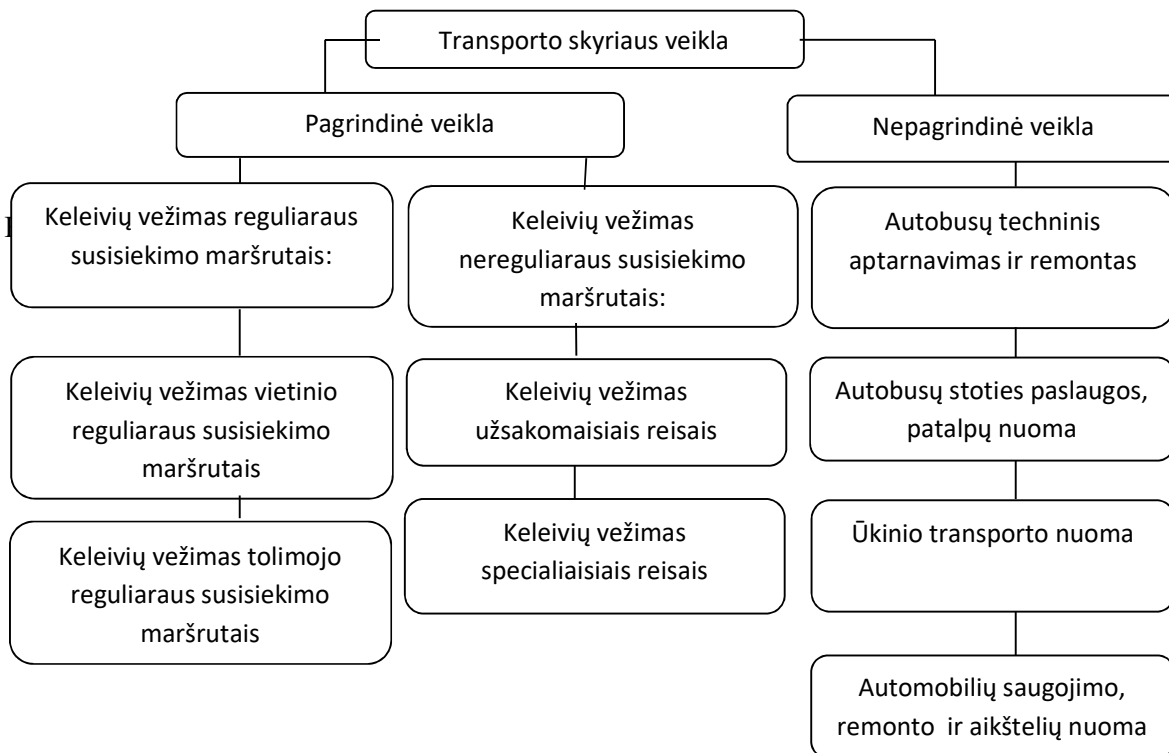 Transporto skyriaus veikla
Pagrindinė veikla
Nepagrindinė veikla
Keleivių vežimas reguliaraus
susisiekimo maršrutais:
Keleivių vežimas
nereguliaraus susisiekimo
maršrutais:
Autobusų techninis
aptarnavimas ir remontas
Keleivių vežimas vietinio
reguliaraus susisiekimo
maršrutais
Keleivių vežimas
užsakomaisiais reisais
Autobusų stoties paslaugos,
patalpų nuoma
Keleivių vežimas tolimojo
reguliaraus susisiekimo
maršrutais
Keleivių vežimas
specialiaisiais reisais
Ūkinio transporto nuoma
Automobilių saugojimo,
remonto ir aikštelių nuoma